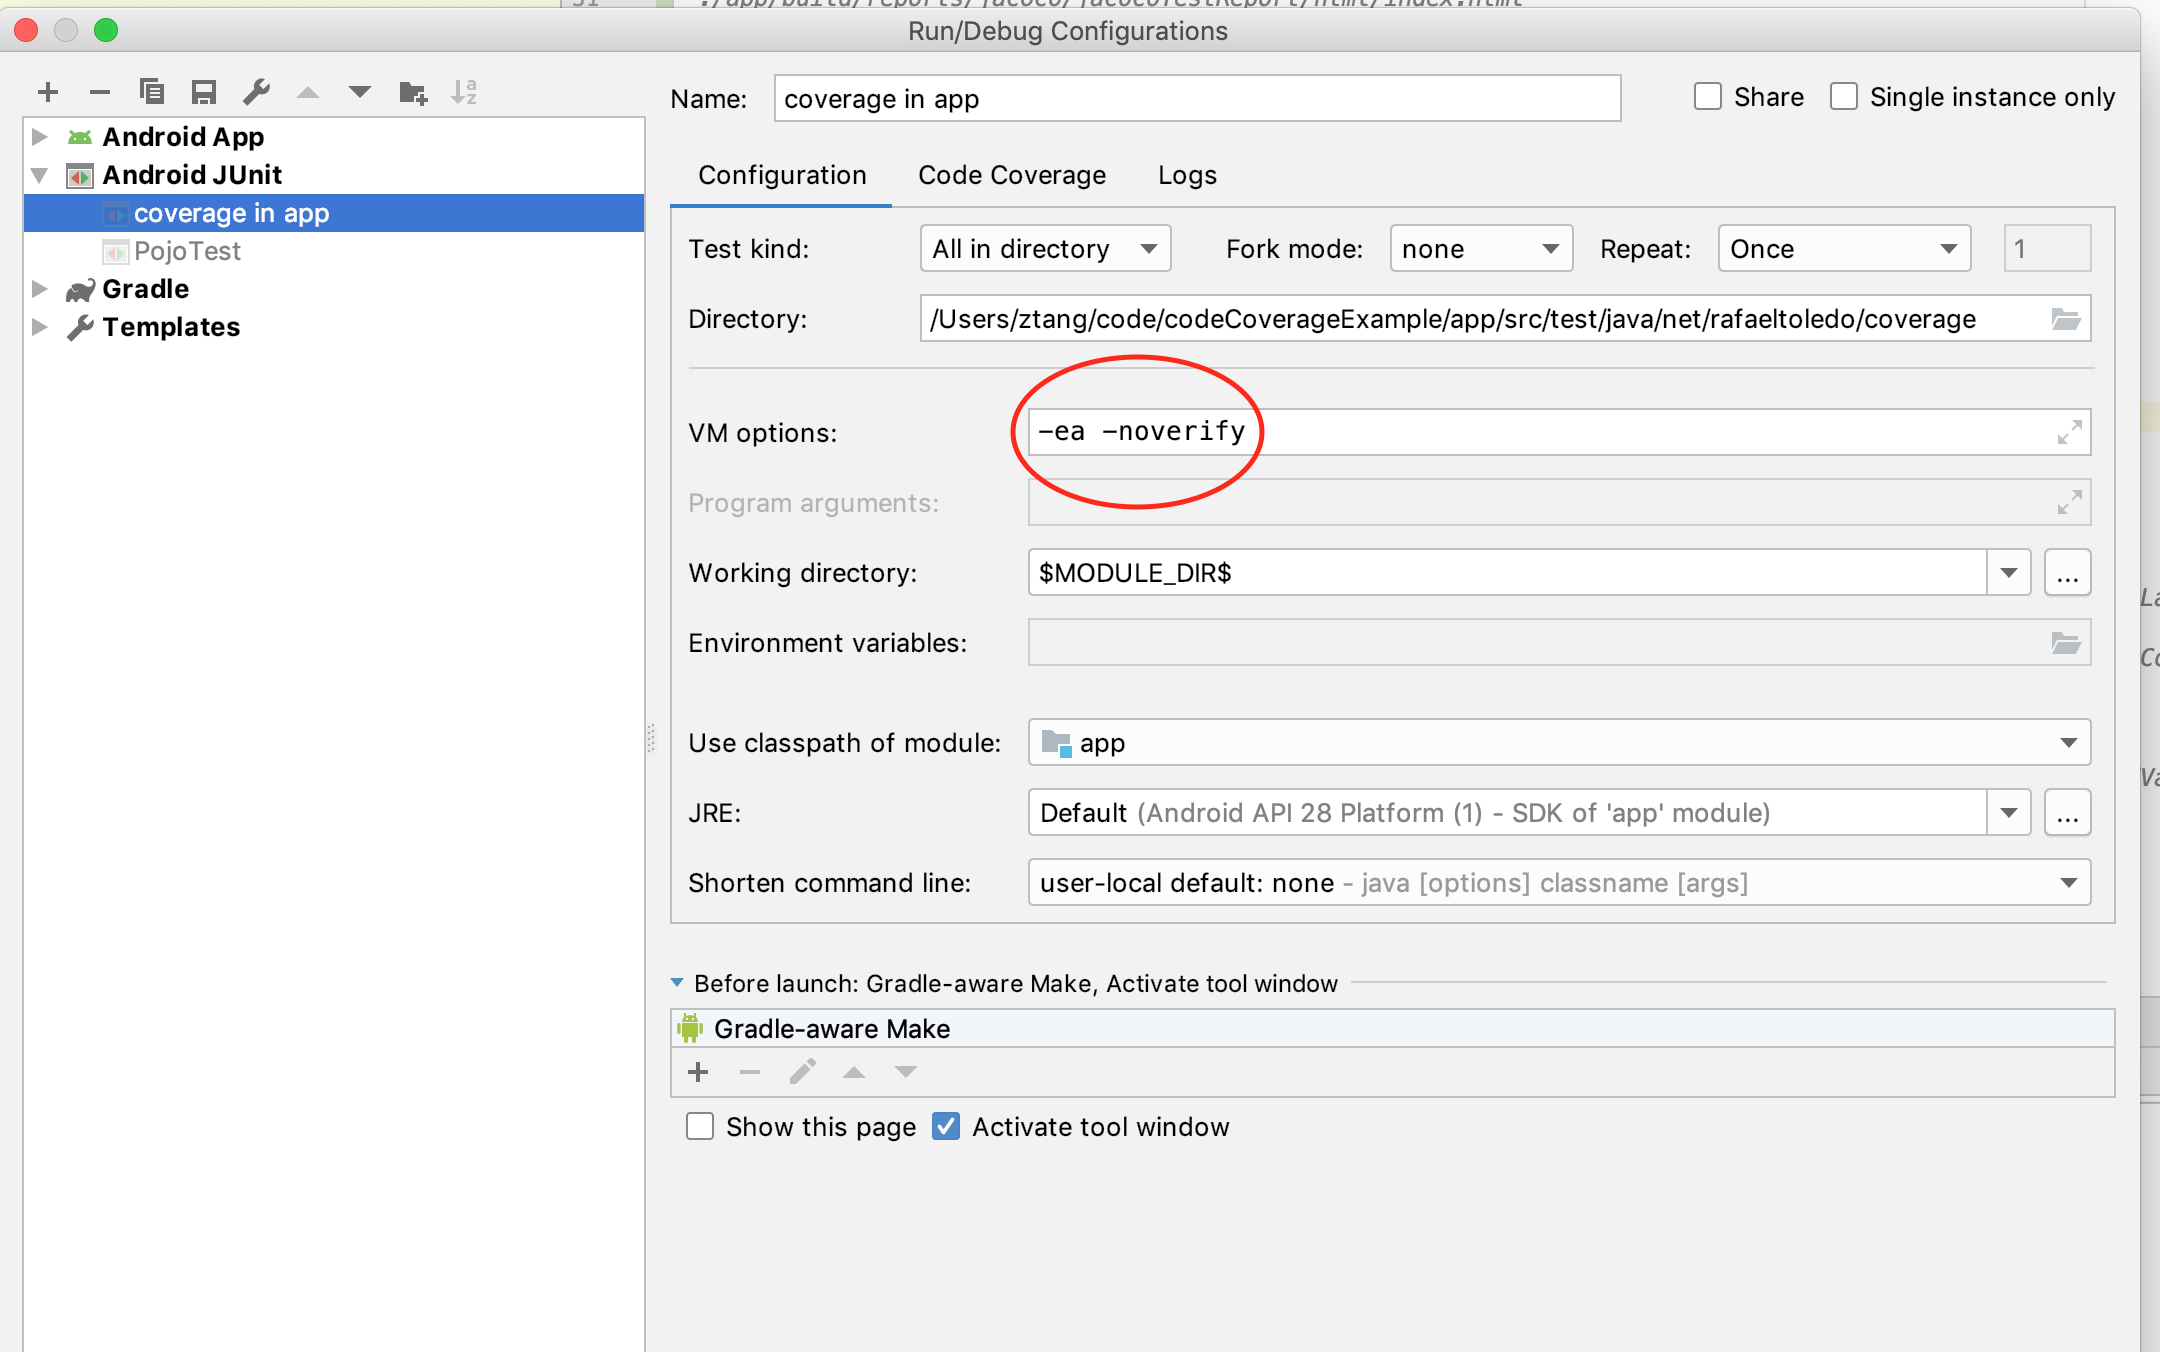 Run/Debug Configurations
Name: coverage in app
Share
Single instance only
Android App
Android JUnit
coverage in app
PojoTest
Gradle
Templates
Configuration Code Coverage Logs
Test kind: All in directory Fork mode: none Repeat: Once 1
Directory: /Users/ztang/code/codeCoverageExample/app/src/test/java/net/rafaeltoledo/coverage
VM options: -ea -noverify
Program arguments:
Working directory: $MODULE_DIR$ ...
Environment variables:
Use classpath of module: app
JRE: Default (Android API 28 Platform (1) - SDK of 'app' module) ...
Shorten command line: user-local default: none - java [options] classname [args]
Before launch: Gradle-aware Make, Activate tool window
Gradle-aware Make
Show this page Activate tool window